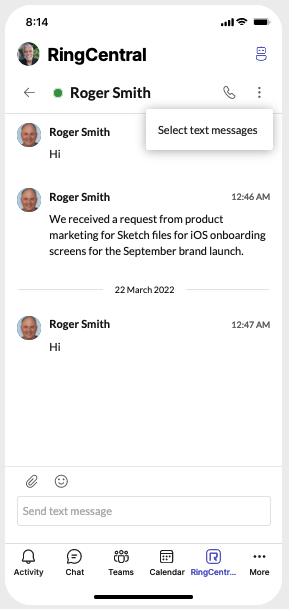 8:14
RingCentral
Roger Smith
Select text messages
Roger Smith
Hi
Roger Smith 12:46 AM
We received a request from product
marketing for Sketch files for iOS onboarding
screens for the September brand launch.
22 March 2022
Roger Smith 12:47 AM
Hi
Send text message
Activity Chat Teams Calendar RingCentr... More